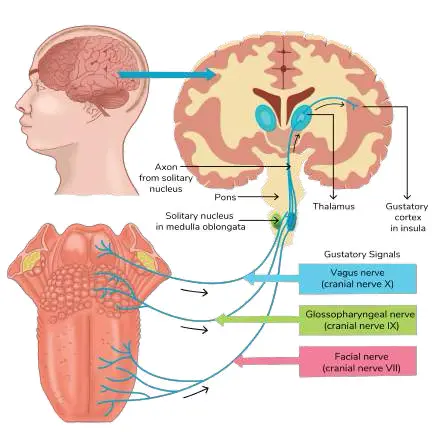 Axon
from solitary
nucleus
Pons
Solitary nucleus
in medulla oblongata
Thalamus
Gustatory
cortex
in insula
Gustatory Signals
Vagus nerve
(cranial nerve X)
Glossopharyngeal nerve
(cranial nerve IX)
Facial nerve
(cranial nerve VII)